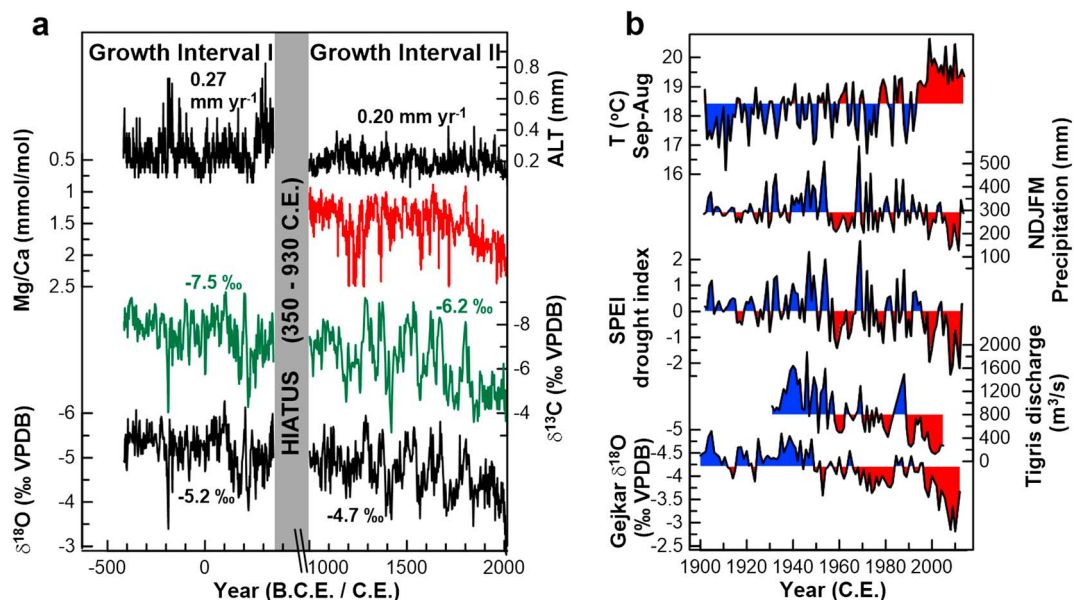 a
Growth Interval I
Growth Interval II
0.27
mm yr-1
0.20 mm yr-1
0.8
0.6
0.4
0.2
ALT (mm)
0.5
1
1.5
2
2.5
Mg/Ca (mmol/mol)
HIATUS (350 - 930 C.E.)
-7.5 ‰
-6.2 ‰
-8
-6
-4
δ13C (‰ VPDB)
-6
-5
-4
-3
δ18O (‰ VPDB)
-5.2 ‰
-4.7 ‰
-500
0
1000
1500
2000
Year (B.C.E. / C.E.)
b
20
19
18
17
16
T (oC)
Sep-Aug
500
400
300
200
100
NDJFM
Precipitation (mm)
2
1
0
-1
-2
SPEI
drought index
2000
1600
1200
800
400
0
Tigris discharge
(m3/s)
-5
-4.5
-4
-3.5
-3
-2.5
Gejkar δ18O
(‰ VPDB)
1900
1920
1940
1960
1980
2000
Year (C.E.)